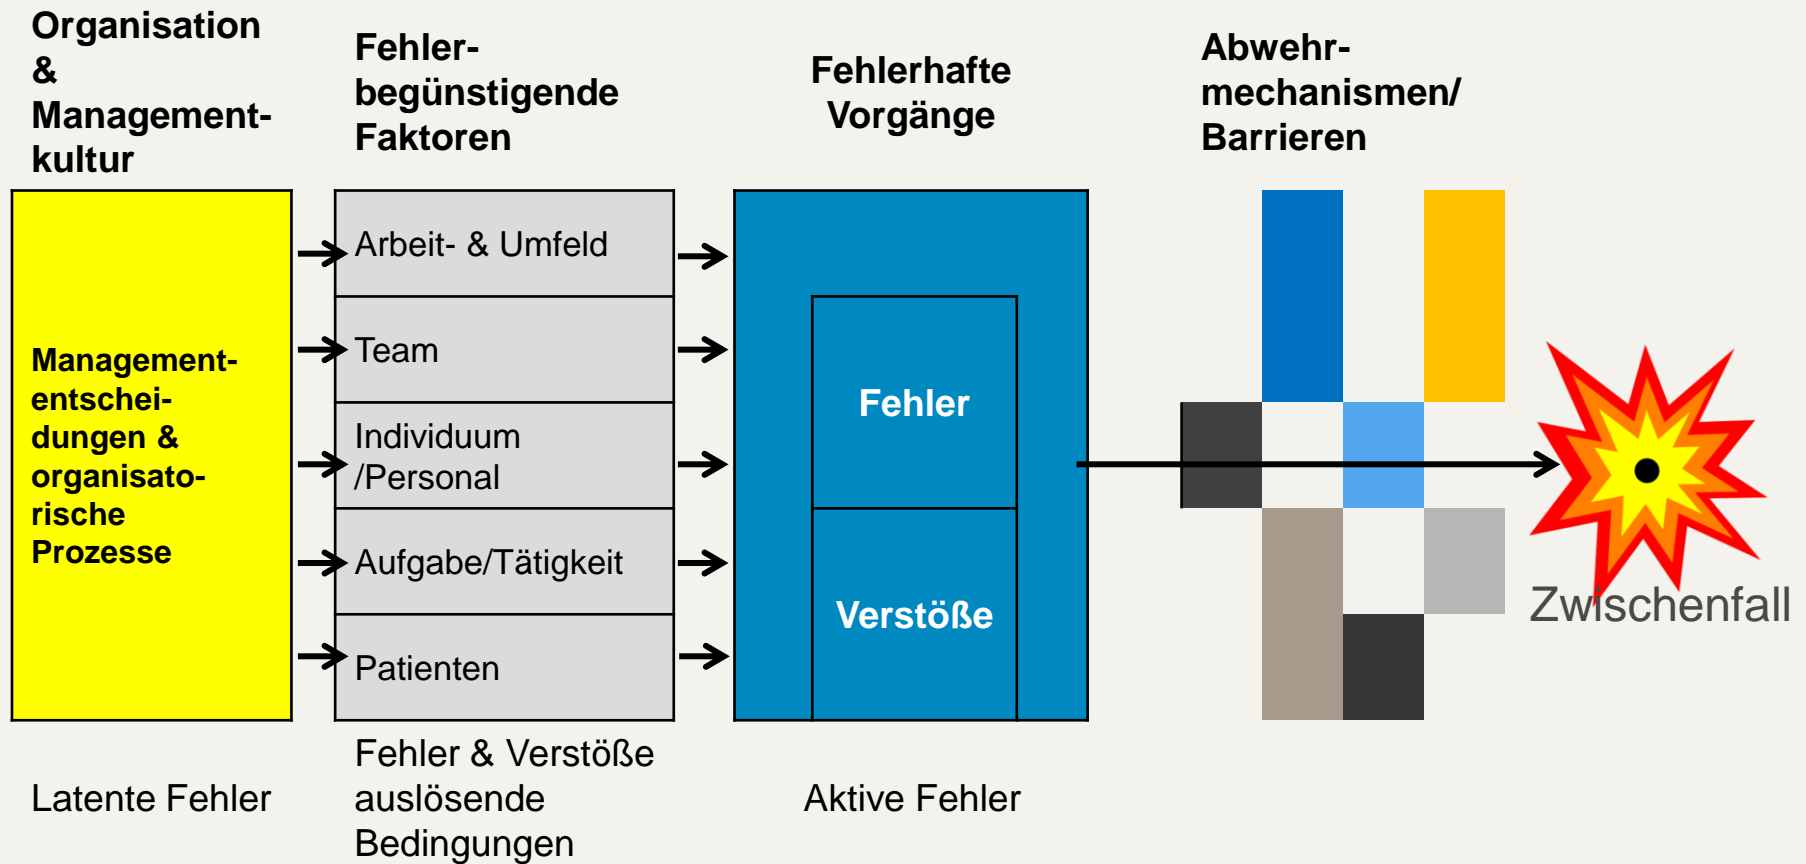 Organisation
&
Management-
kultur
Fehler-
begünstigende
Faktoren
Fehlerhafte
Vorgänge
Abwehr-
mechanismen/
Barrieren
Management-
entschei-
dungen &
organisato-
rische
Prozesse
Arbeit- & Umfeld
Team
Individuum
/Personal
Aufgabe/Tätigkeit
Patienten
Fehler
Verstöße
Zwischenfall
Latente Fehler
Fehler & Verstöße
auslösende
Bedingungen
Aktive Fehler